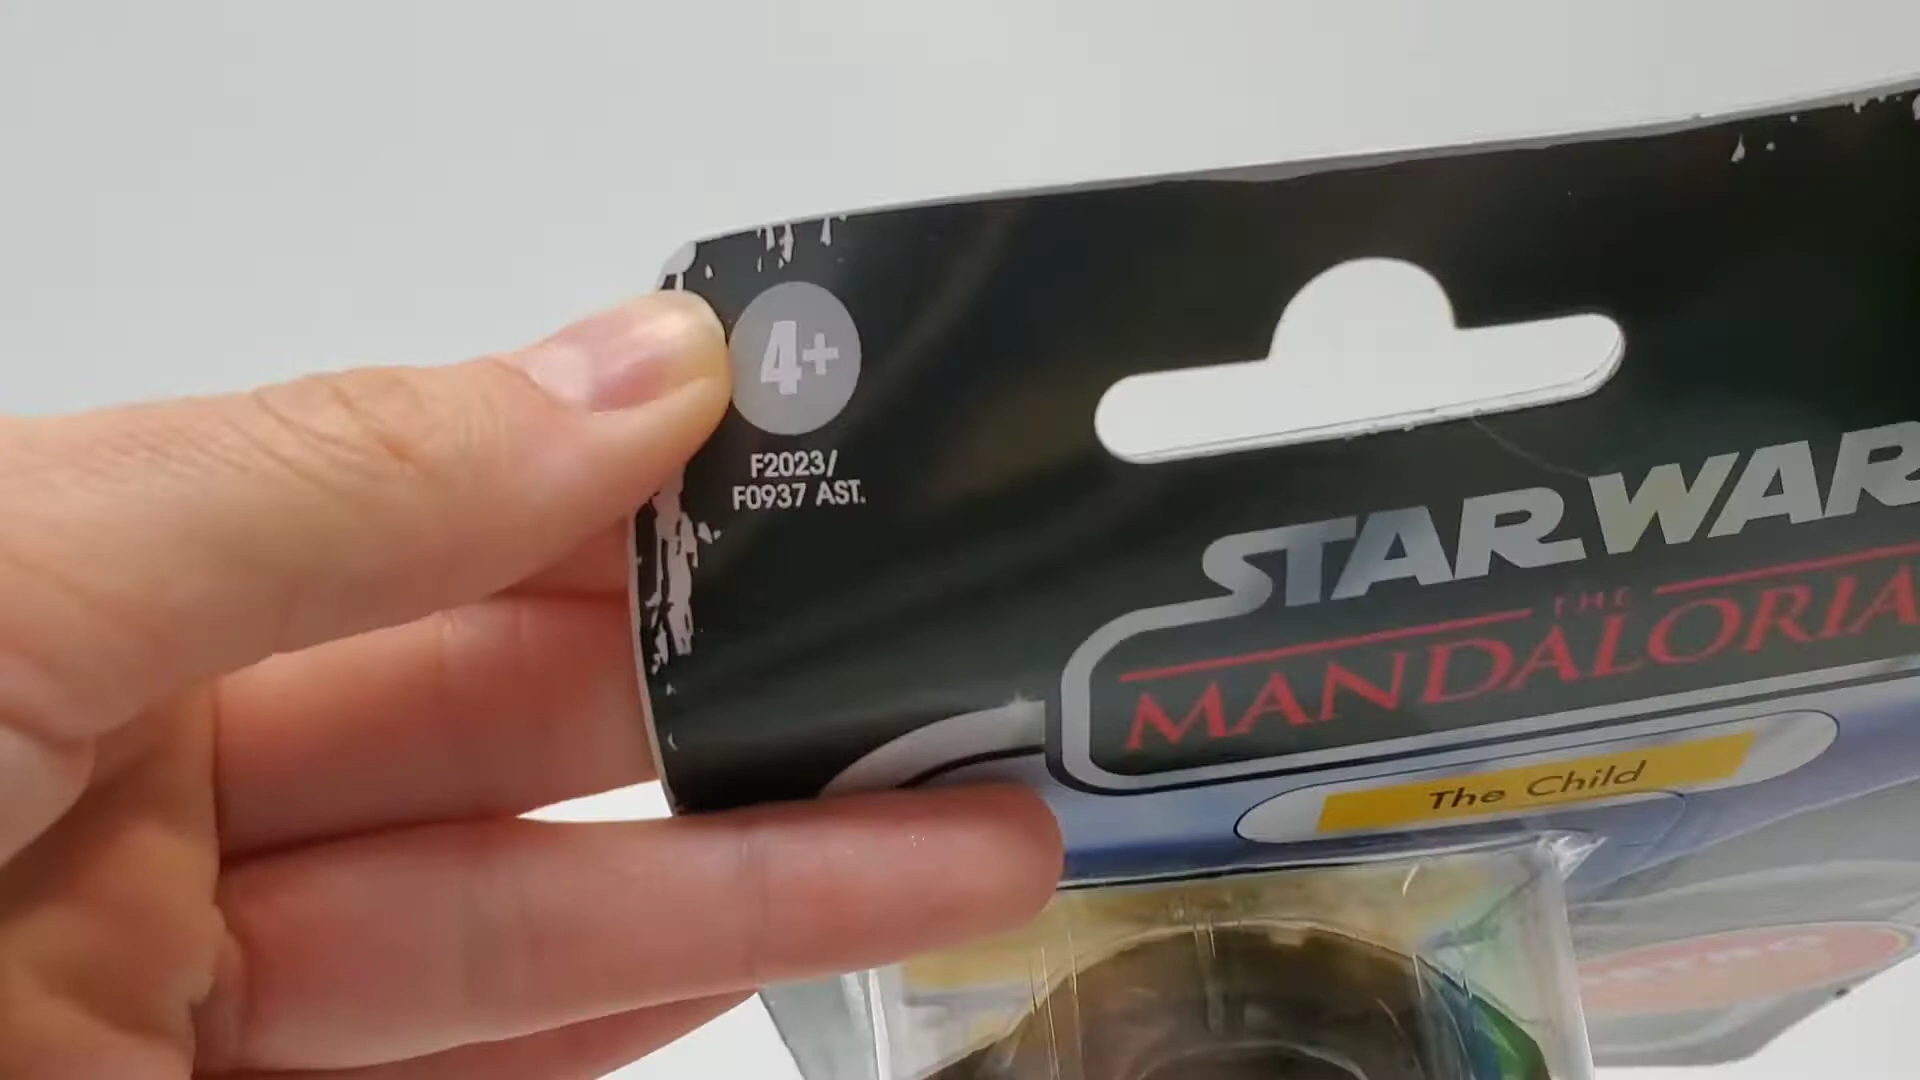 4+
F2023/
F0937 AST.
STAR WAR
THE
MANDALORIA
The Child